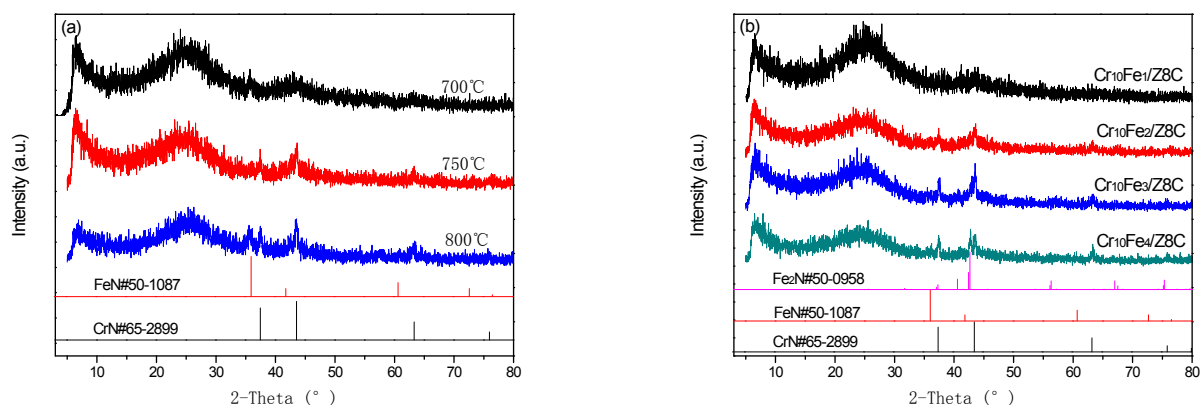 (a)
700℃
750℃
800℃
FeN#50-1087
CrN#65-2899
Intensity (a.u.)
10 20 30 40 50 60 70 80
2-Theta (°)
(b)
Cr₁₀Fe₁/Z8C
Cr₁₀Fe₂/Z8C
Cr₁₀Fe₃/Z8C
Cr₁₀Fe₄/Z8C
Fe₂N#50-0958
FeN#50-1087
CrN#65-2899
Intensity (a.u.)
10 20 30 40 50 60 70 80
2-Theta (°)